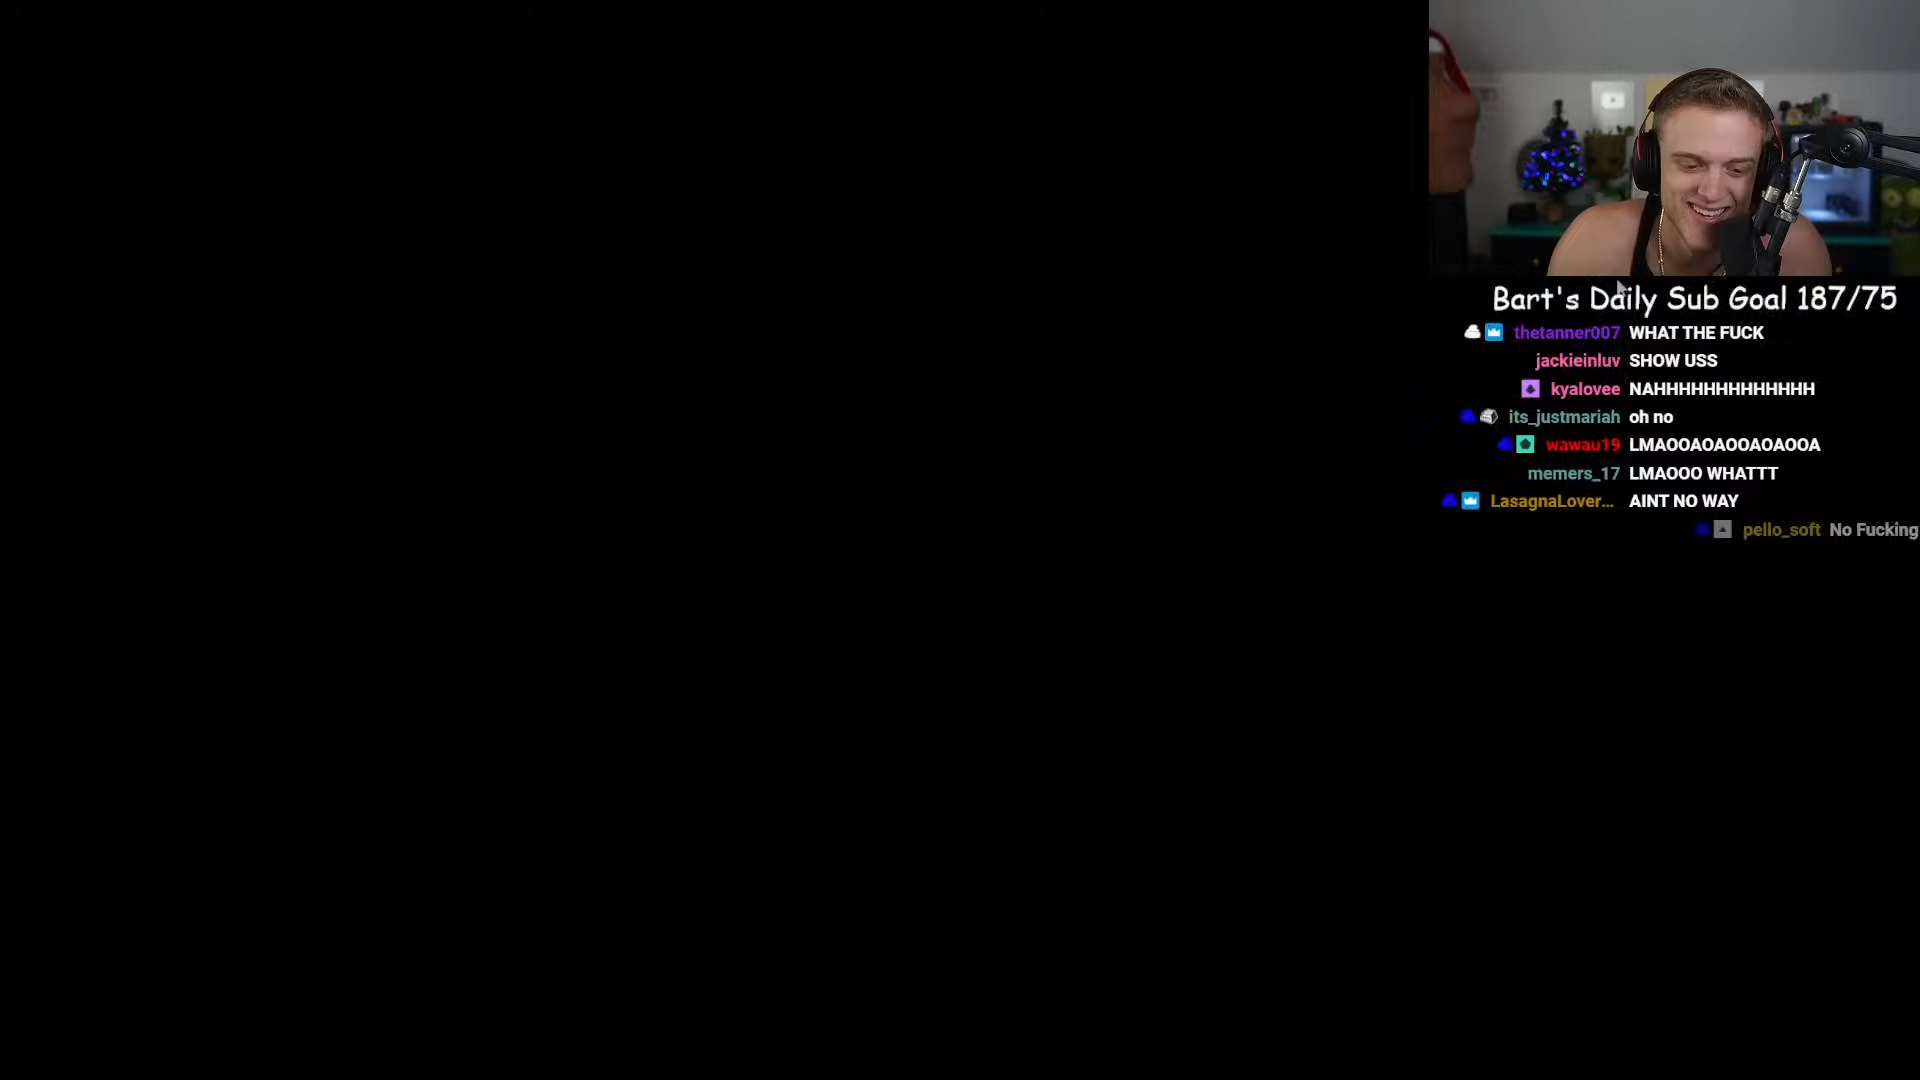 Bart's Daily Sub Goal 187/75
thetanner007 WHAT THE FUCK
jackieinluv SHOW USS
kyalovee NAHHHHHHHHHHHHH
its_justmariah oh no
wawau19 LMAOOAOAOOAOAOOA
memers_17 LMAOOO WHATTT
LasagnaLover... AINT NO WAY
pello_soft No Fucking